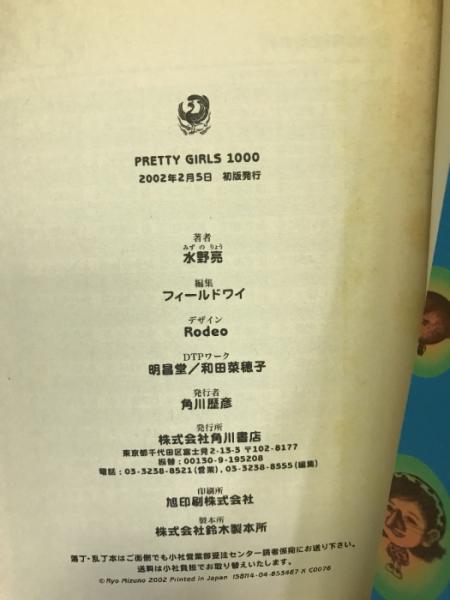 PRETTY GIRLS 1000
2002年2月5日 初版発行
著者
みずの りょう
水野亮
編集
フィールドワイ
デザイン
Rodeo
DTPワーク
明昌堂／和田菜穂子
発行者
角川歴彦
発行所
株式会社角川書店
東京都千代田区富士見2-13-3 〒102-8177
振替：00130-9-195208
電話：03-3238-8521(営業)，03-3238-8555(編集)
印刷所
旭印刷株式会社
製本所
株式会社鈴木製本所
落丁・乱丁本はご面倒でも小社営業部受注センター読者係宛にお送り下さい。
送料は小社負担でお取り替えいたします。
©Ryo Mizuno 2002 Printed in Japan ISBN4-04-853467-X C0076